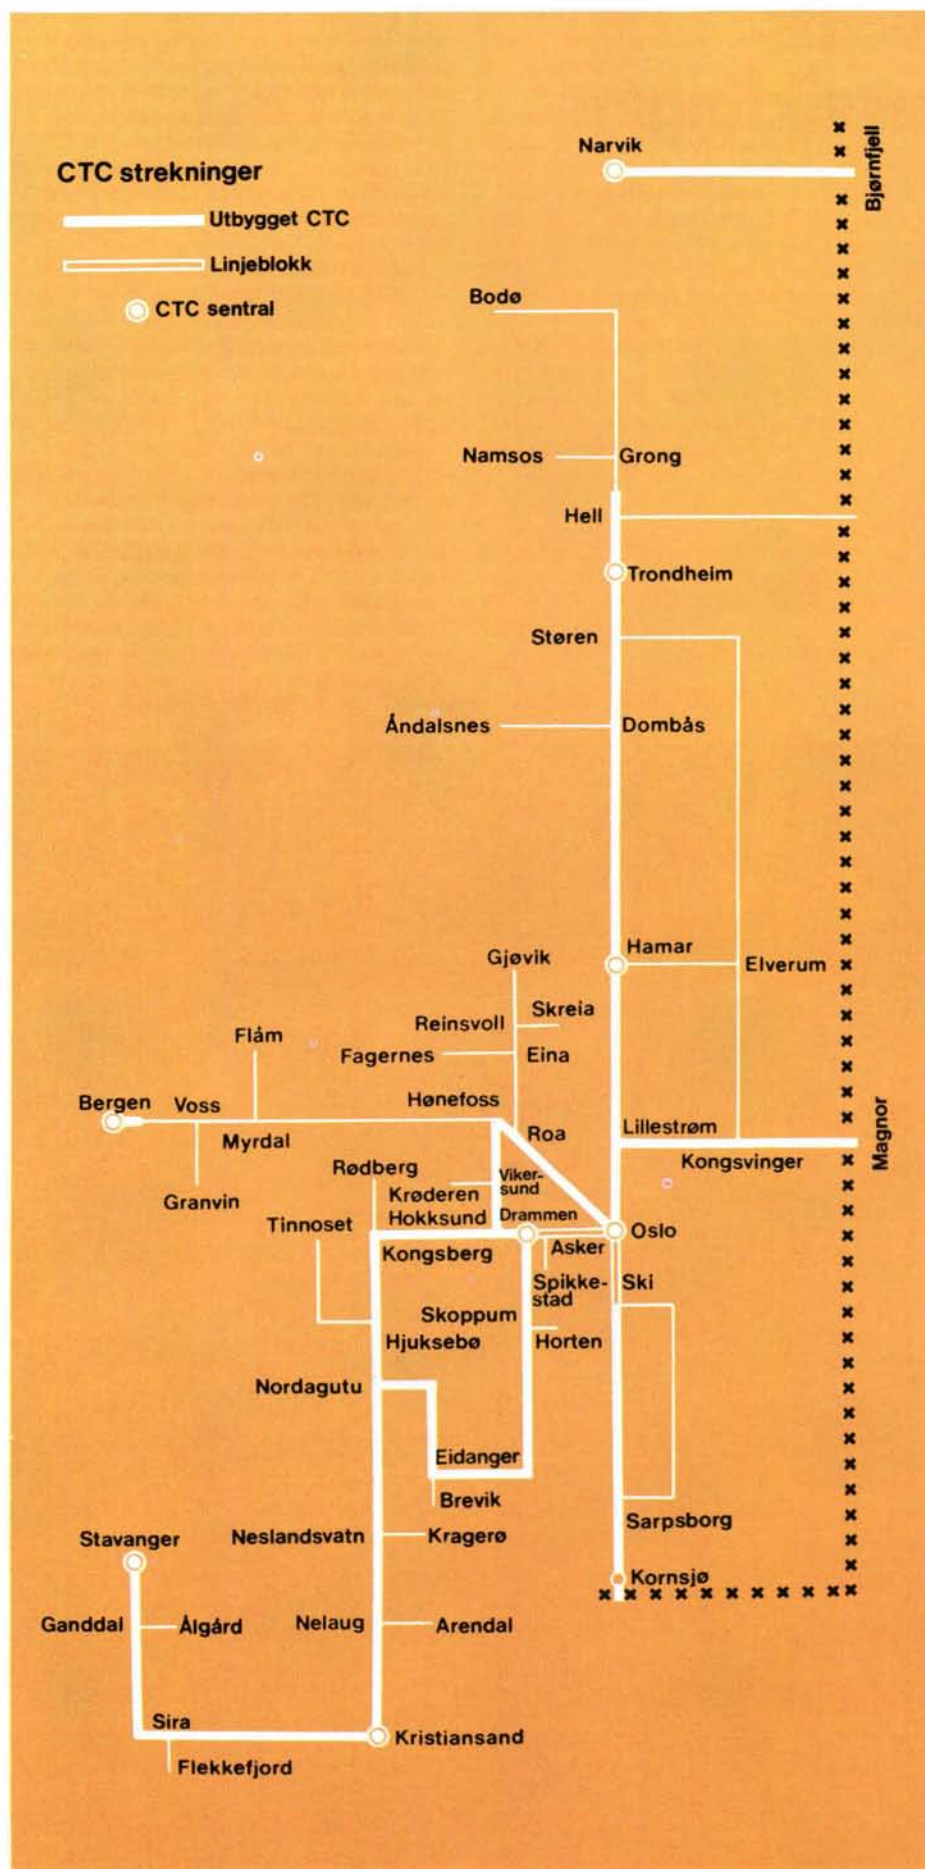 CTC strekninger
Utbygget CTC
Linjeblokk
CTC sentral
Narvik
Bjørnfjell
Bodø
Namsos
Grong
Hell
Trondheim
Støren
Åndalsnes
Dombås
Hamar
Elverum
Gjøvik
Skreia
Reinsvoll
Flåm
Fagernes
Eina
Bergen
Voss
Hønefoss
Myrdal
Roa
Lillestrøm
Kongsvinger
Magnor
Granvin
Rødberg
Krøderen
Viker-
sund
Tinnoset
Hokksund
Drammen
Oslo
Kongsberg
Asker
Spikke-
stad
Ski
Skoppum
Horten
Hjuksebø
Nordagutu
Eidanger
Brevik
Sarpsborg
Stavanger
Neslandsvatn
Kragerø
Kornsjø
Ganddal
Ålgård
Nelaug
Arendal
Sira
Kristiansand
Flekkefjord